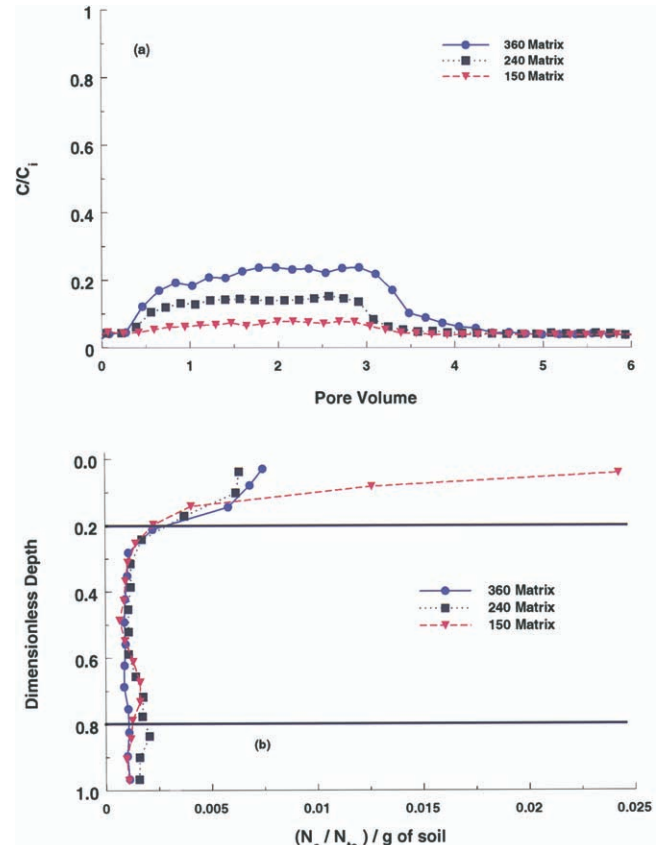 1
(a)
360 Matrix
240 Matrix
150 Matrix
0.8
0.6
C/Ci
0.4
0.2
0
0 1 2 3 4 5 6
Pore Volume
0.0
0.2
Dimensionless Depth
0.4
360 Matrix
240 Matrix
150 Matrix
0.6
0.8
(b)
1.0
0 0.005 0.01 0.015 0.02 0.025
/ g of soil